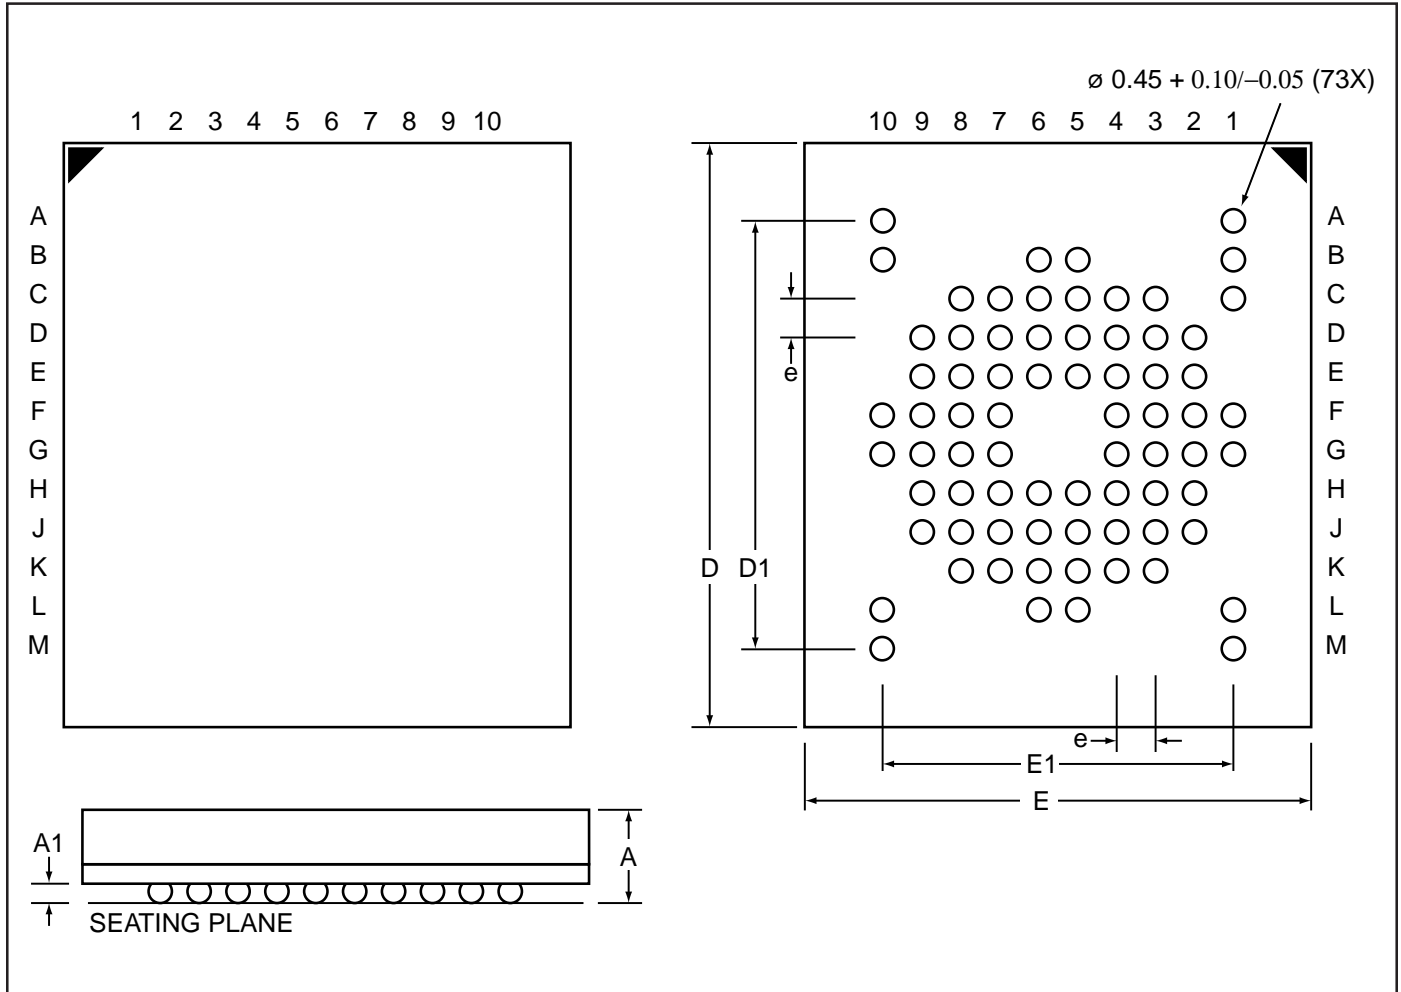 ø 0.45 + 0.10/–0.05 (73X)
1 2 3 4 5 6 7 8 9 10
10 9 8 7 6 5 4 3 2 1
A
B
C
D
E
F
G
H
J
K
L
M
A
B
C
D
E
F
G
H
J
K
L
M
e
D D1
e
E1
E
A1
A
SEATING PLANE